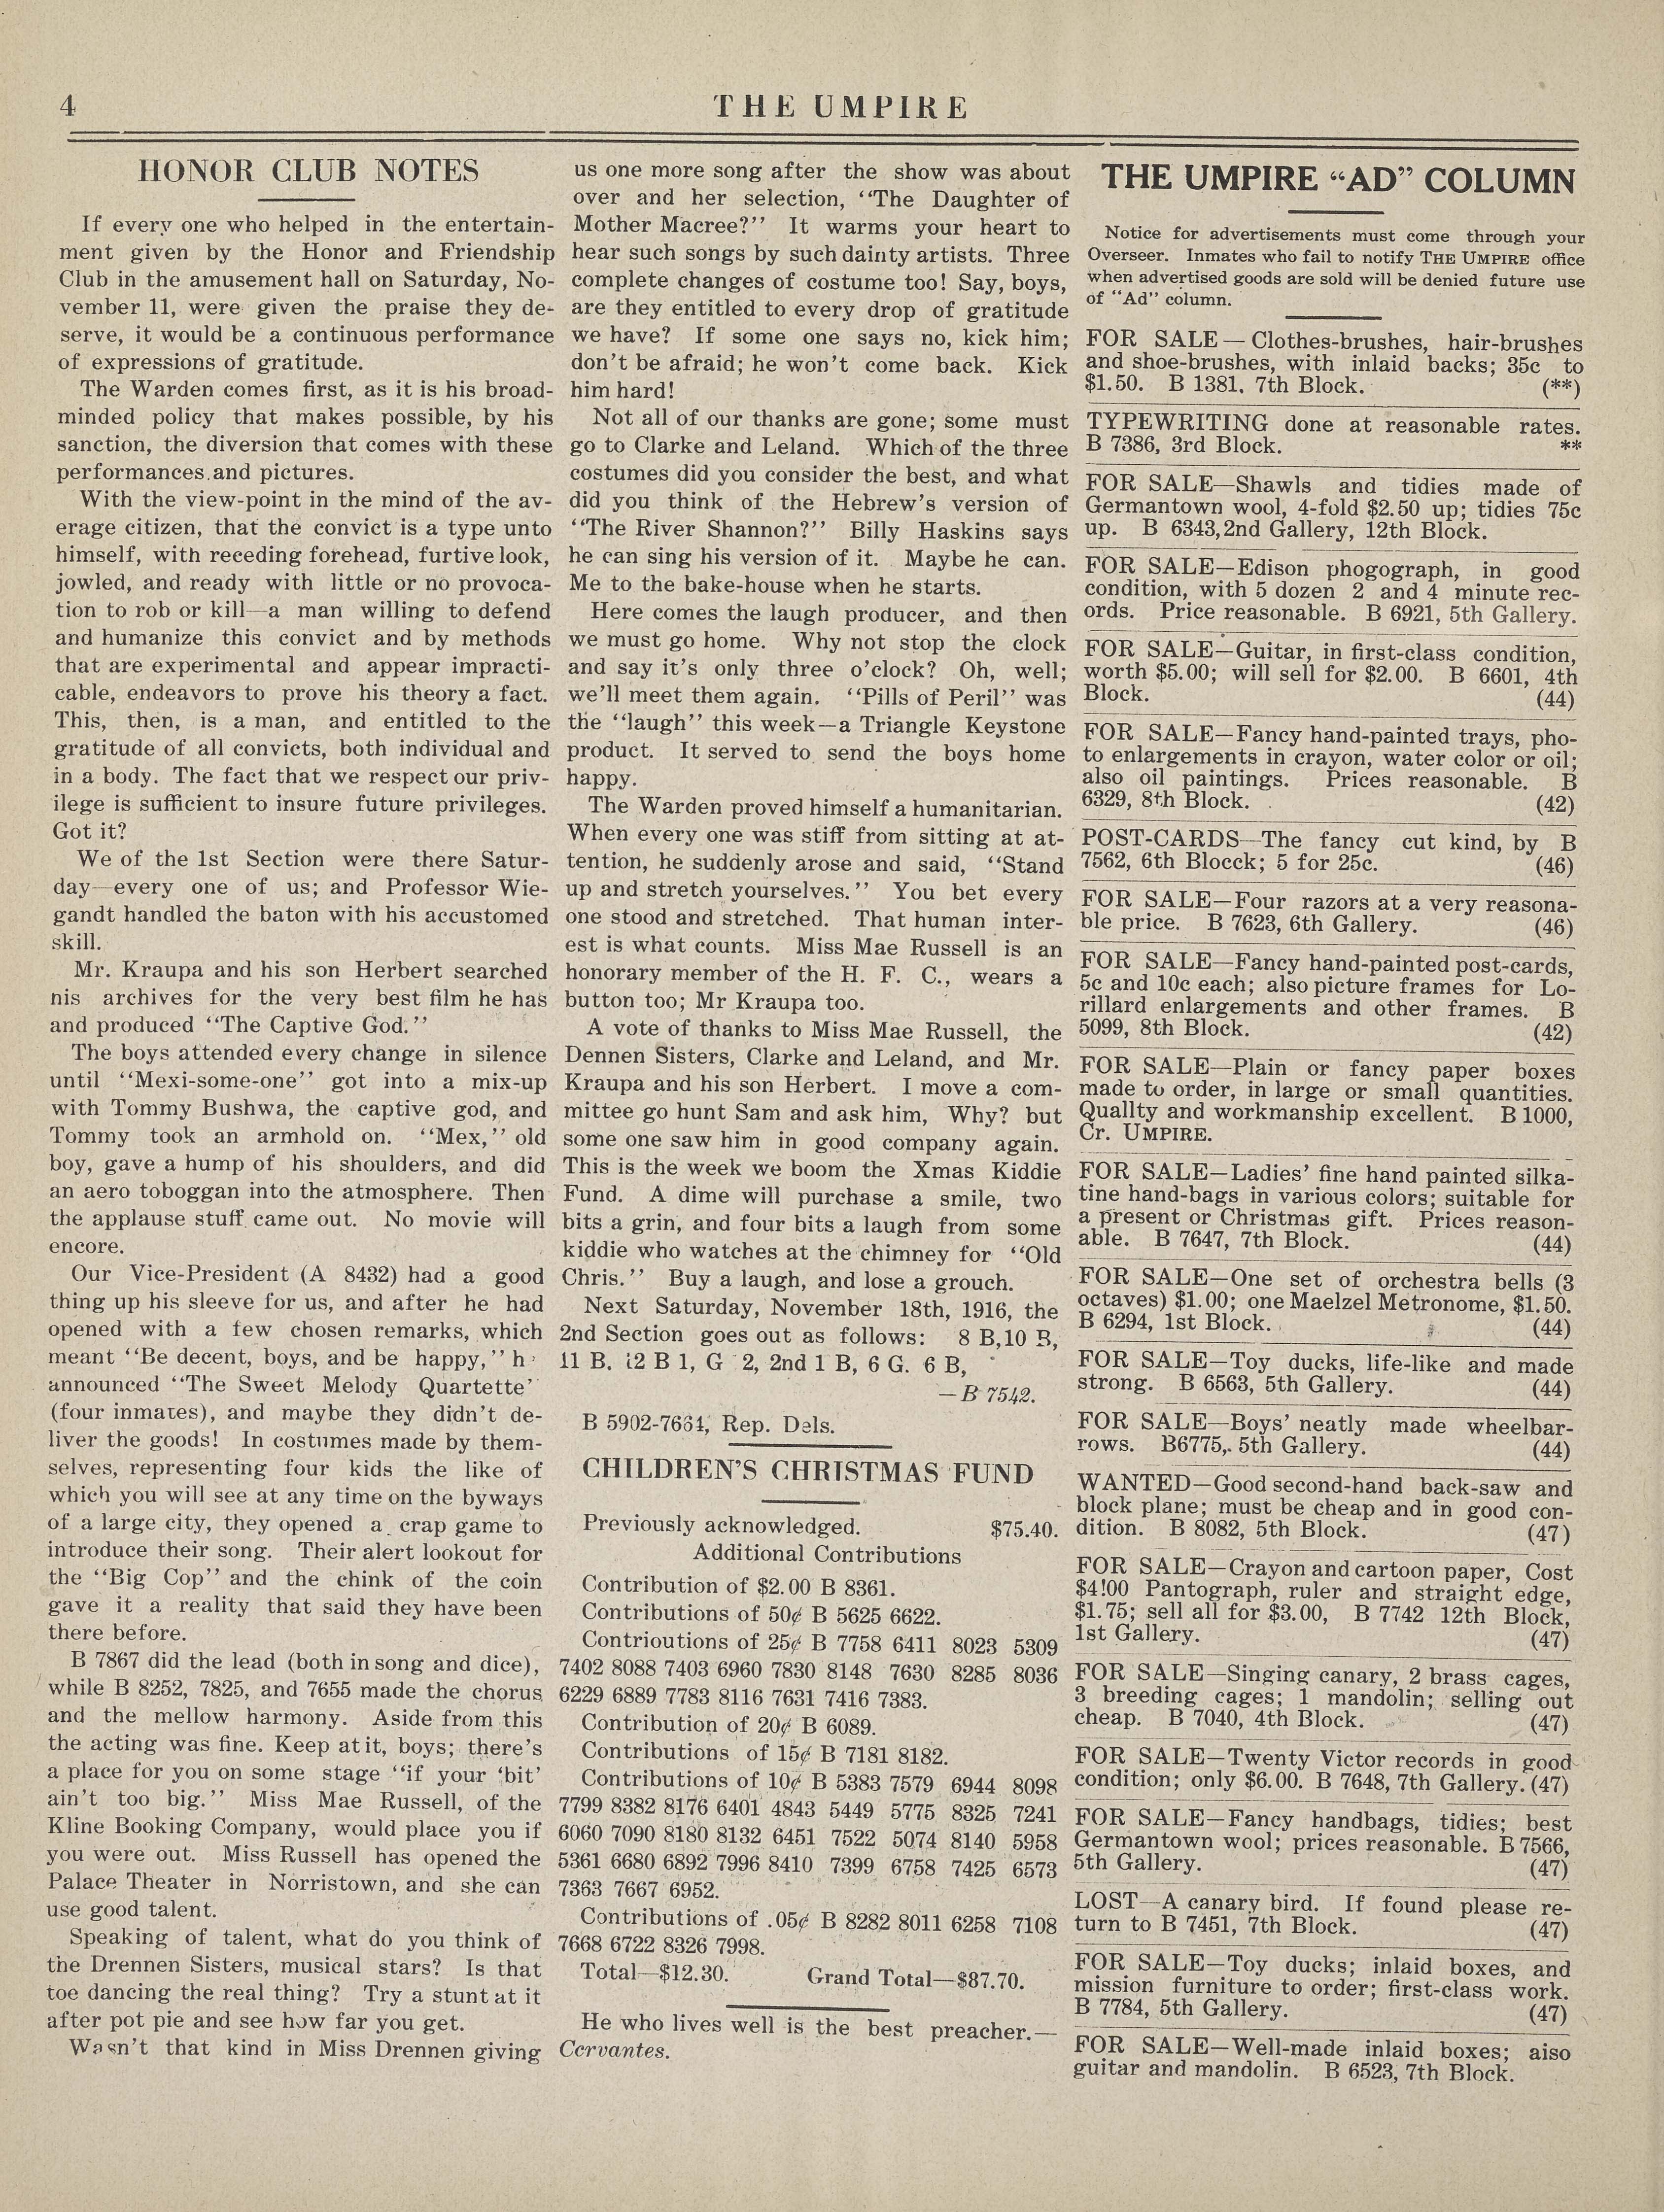 4
THE UMPIRE
HONOR CLUB NOTES
If every one who helped in the entertain-
ment given by the Honor and Friendship
Club in the amusement hall on Saturday, No-
vember 11, were given the praise they de-
serve, it would be a continuous performance
of expressions of gratitude.
The Warden comes first, as it is his broad-
minded policy that makes possible, by his
sanction, the diversion that comes with these
performances and pictures.
With the view-point in the mind of the av-
erage citizen, that the convict is a type unto
himself, with receding forehead, furtive look,
jowled, and ready with little or no provoca-
tion to rob or kill—a man willing to defend
and humanize this convict and by methods
that are experimental and appear impracti-
cable, endeavors to prove his theory a fact.
This, then, is a man, and entitled to the
gratitude of all convicts, both individual and
in a body. The fact that we respect our priv-
ilege is sufficient to insure future privileges.
Got it?
We of the 1st Section were there Satur-
day—every one of us; and Professor Wie-
gandt handled the baton with his accustomed
skill.
Mr. Kraupa and his son Herbert searched
nis archives for the very best film he has
and produced "The Captive God."
The boys attended every change in silence
until "Mexi-some-one" got into a mix-up
with Tommy Bushwa, the captive god, and
Tommy took an armhold on. "Mex," old
boy, gave a hump of his shoulders, and did
an aero toboggan into the atmosphere. Then
the applause stuff came out. No movie will
encore.
Our Vice-President (A 8432) had a good
thing up his sleeve for us, and after he had
opened with a few chosen remarks, which
meant "Be decent, boys, and be happy," h
announced "The Sweet Melody Quartette'
(four inmates), and maybe they didn't de-
liver the goods! In costumes made by them-
selves, representing four kids the like of
which you will see at any time on the byways
of a large city, they opened a crap game to
introduce their song. Their alert lookout for
the "Big Cop" and the chink of the coin
gave it a reality that said they have been
there before.
B 7867 did the lead (both in song and dice),
while B 8252, 7825, and 7655 made the chorus
and the mellow harmony. Aside from this
the acting was fine. Keep at it, boys; there's
a place for you on some stage "if your 'bit'
ain't too big." Miss Mae Russell, of the
Kline Booking Company, would place you if
you were out. Miss Russell has opened the
Palace Theater in Norristown, and she can
use good talent.
Speaking of talent, what do you think of
the Drennen Sisters, musical stars? Is that
toe dancing the real thing? Try a stunt at it
after pot pie and see how far you get.
Wasn't that kind in Miss Drennen giving
us one more song after the show was about
over and her selection, "The Daughter of
Mother Macree?" It warms your heart to
hear such songs by such dainty artists. Three
complete changes of costume too! Say, boys,
are they entitled to every drop of gratitude
we have? If some one says no, kick him;
don't be afraid; he won't come back. Kick
him hard!
Not all of our thanks are gone; some must
go to Clarke and Leland. Which of the three
costumes did you consider the best, and what
did you think of the Hebrew's version of
"The River Shannon?" Billy Haskins says
he can sing his version of it. Maybe he can.
Me to the bake-house when he starts.
Here comes the laugh producer, and then
we must go home. Why not stop the clock
and say it's only three o'clock? Oh, well;
we'll meet them again. "Pills of Peril" was
the "laugh" this week—a Triangle Keystone
product. It served to send the boys home
happy.
The Warden proved himself a humanitarian.
When every one was stiff from sitting at at-
tention, he suddenly arose and said, "Stand
up and stretch yourselves." You bet every
one stood and stretched. That human inter-
est is what counts. Miss Mae Russell is an
honorary member of the H. F. C., wears a
button too; Mr Kraupa too.
A vote of thanks to Miss Mae Russell, the
Dennen Sisters, Clarke and Leland, and Mr.
Kraupa and his son Herbert. I move a com-
mittee go hunt Sam and ask him, Why? but
some one saw him in good company again.
This is the week we boom the Xmas Kiddie
Fund. A dime will purchase a smile, two
bits a grin, and four bits a laugh from some
kiddie who watches at the chimney for "Old
Chris." Buy a laugh, and lose a grouch.
Next Saturday, November 18th, 1916, the
2nd Section goes out as follows: 8 B,10 B,
11 B. 12 B 1, G 2, 2nd 1 B, 6 G. 6 B,
—B 7542.
B 5902-7664, Rep. Dels.
CHILDREN'S CHRISTMAS FUND
Previously acknowledged. $75.40.
Additional Contributions
Contribution of $2.00 B 8361.
Contributions of 50¢ B 5625 6622.
Contrioutions of 25¢ B 7758 6411 8023 5309
7402 8088 7403 6960 7830 8148 7630 8285 8036
6229 6889 7783 8116 7631 7416 7383.
Contribution of 20¢ B 6089.
Contributions of 15¢ B 7181 8182.
Contributions of 10¢ B 5383 7579 6944 8098
7799 8382 8176 6401 4843 5449 5775 8325 7241
6060 7090 8180 8132 6451 7522 5074 8140 5958
5361 6680 6892 7996 8410 7399 6758 7425 6573
7363 7667 6952.
Contributions of .05¢ B 8282 8011 6258 7108
7668 6722 8326 7998.
Total—$12.30. Grand Total—$87.70.
He who lives well is the best preacher.—
Cervantes.
THE UMPIRE "AD" COLUMN
Notice for advertisements must come through your
Overseer. Inmates who fail to notify THE UMPIRE office
when advertised goods are sold will be denied future use
of "Ad" column.
FOR SALE—Clothes-brushes, hair-brushes
and shoe-brushes, with inlaid backs; 35c to
$1.50. B 1381, 7th Block. (**)
TYPEWRITING done at reasonable rates.
B 7386, 3rd Block. **
FOR SALE—Shawls and tidies made of
Germantown wool, 4-fold $2.50 up; tidies 75c
up. B 6343,2nd Gallery, 12th Block.
FOR SALE—Edison phogograph, in good
condition, with 5 dozen 2 and 4 minute rec-
ords. Price reasonable. B 6921, 5th Gallery.
FOR SALE—Guitar, in first-class condition,
worth $5.00; will sell for $2.00. B 6601, 4th
Block. (44)
FOR SALE—Fancy hand-painted trays, pho-
to enlargements in crayon, water color or oil;
also oil paintings. Prices reasonable. B
6329, 8th Block. (42)
POST-CARDS—The fancy cut kind, by B
7562, 6th Blocck; 5 for 25c. (46)
FOR SALE—Four razors at a very reasona-
ble price. B 7623, 6th Gallery. (46)
FOR SALE—Fancy hand-painted post-cards,
5c and 10c each; also picture frames for Lo-
rillard enlargements and other frames. B
5099, 8th Block. (42)
FOR SALE—Plain or fancy paper boxes
made to order, in large or small quantities.
Quallty and workmanship excellent. B 1000,
Cr. UMPIRE.
FOR SALE—Ladies' fine hand painted silka-
tine hand-bags in various colors; suitable for
a present or Christmas gift. Prices reason-
able. B 7647, 7th Block. (44)
FOR SALE—One set of orchestra bells (3
octaves) $1.00; one Maelzel Metronome, $1.50.
B 6294, 1st Block. (44)
FOR SALE—Toy ducks, life-like and made
strong. B 6563, 5th Gallery. (44)
FOR SALE—Boys' neatly made wheelbar-
rows. B6775, 5th Gallery. (44)
WANTED—Good second-hand back-saw and
block plane; must be cheap and in good con-
dition. B 8082, 5th Block. (47)
FOR SALE—Crayon and cartoon paper, Cost
$4!00 Pantograph, ruler and straight edge,
$1.75; sell all for $3.00, B 7742 12th Block,
1st Gallery. (47)
FOR SALE—Singing canary, 2 brass cages,
3 breeding cages; 1 mandolin; selling out
cheap. B 7040, 4th Block. (47)
FOR SALE—Twenty Victor records in good
condition; only $6.00. B 7648, 7th Gallery. (47)
FOR SALE—Fancy handbags, tidies; best
Germantown wool; prices reasonable. B 7566,
5th Gallery. (47)
LOST—A canary bird. If found please re-
turn to B 7451, 7th Block. (47)
FOR SALE—Toy ducks; inlaid boxes, and
mission furniture to order; first-class work.
B 7784, 5th Gallery. (47)
FOR SALE—Well-made inlaid boxes; aiso
guitar and mandolin. B 6523, 7th Block.